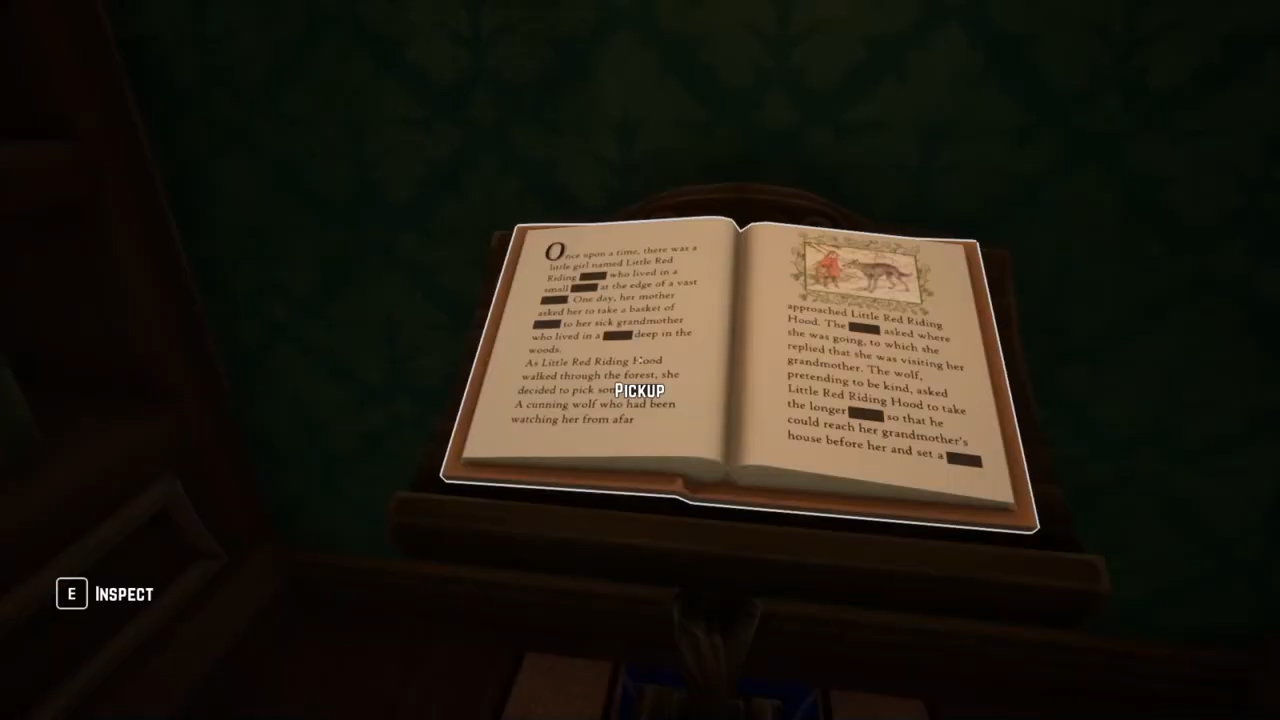 Once upon a time, there was a
little girl named Little Red
Riding who lived in a
small at the edge of a vast
. One day, her mother
asked her to take a basket of
to her sick grandmother
who lived in a deep in the
woods.
As Little Red Riding Hood
walked through the forest, she
decided to pick
A cunning wolf who had been
watching her from afar
approached Little Red Riding
Hood. The asked where
she was going, to which she
replied that she was visiting her
grandmother. The wolf,
pretending to be kind, asked
Little Red Riding Hood to take
the longer so that he
could reach her grandmother's
house before her and set a
PICKUP
E INSPECT